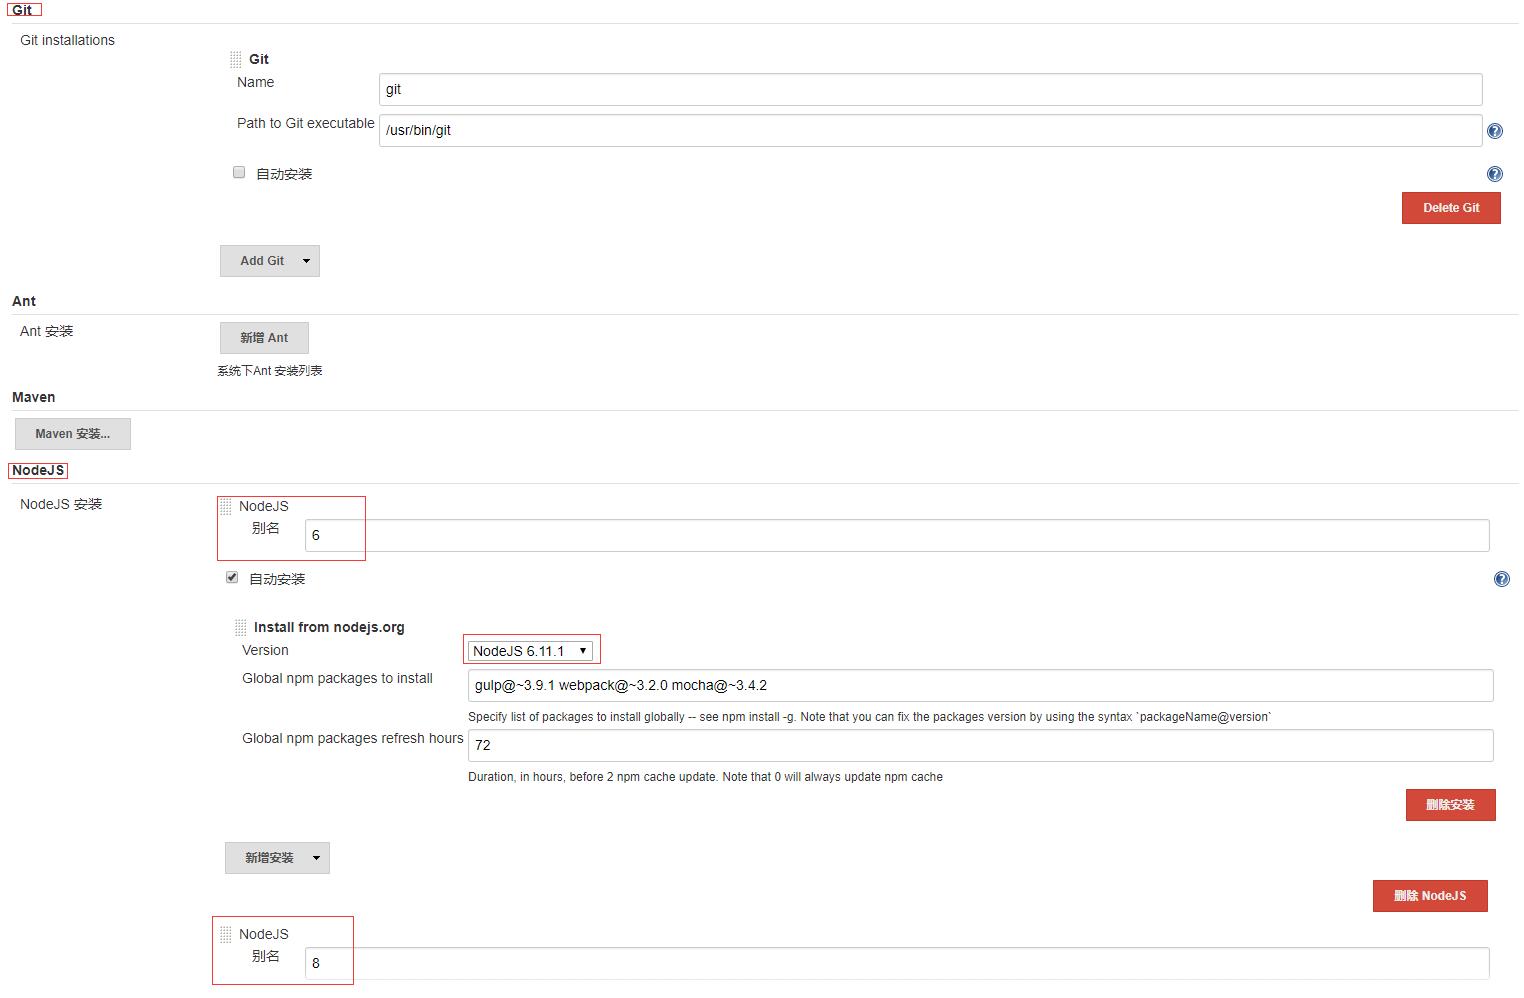 Git
Git installations
Git
Name
git
Path to Git executable
/usr/bin/git
自动安装
Delete Git
Add Git
Ant
Ant 安装
新增 Ant
系统下Ant 安装列表
Maven
Maven 安装...
NodeJS
NodeJS 安装
NodeJS
别名
6
自动安装
Install from nodejs.org
Version
NodeJS 6.11.1
Global npm packages to install
gulp@~3.9.1 webpack@~3.2.0 mocha@~3.4.2
Specify list of packages to install globally -- see npm install -g. Note that you can fix the packages version by using the syntax `packageName@version`
Global npm packages refresh hours
72
Duration, in hours, before 2 npm cache update. Note that 0 will always update npm cache
删除安装
新增安装
删除 NodeJS
NodeJS
别名
8